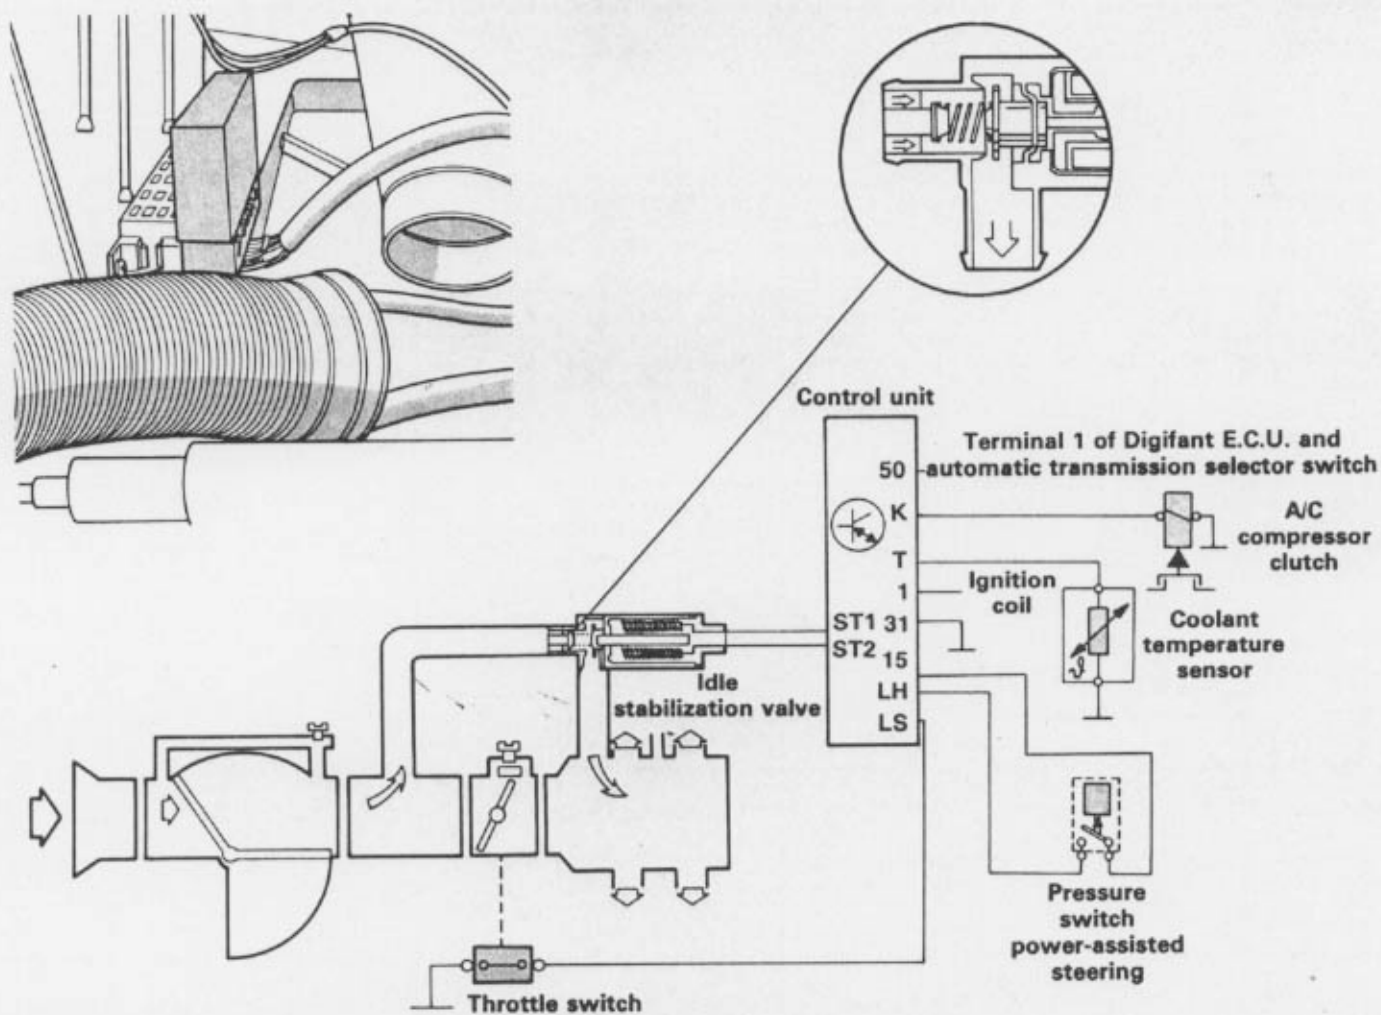 Control unit
Terminal 1 of Digifant E.C.U. and
automatic transmission selector switch
50
K
A/C
compressor
clutch
T
1
Ignition
coil
ST1 31
ST2
15
Coolant
temperature
sensor
Idle
stabilization valve
LH
LS
Pressure
switch
power-assisted
steering
Throttle switch